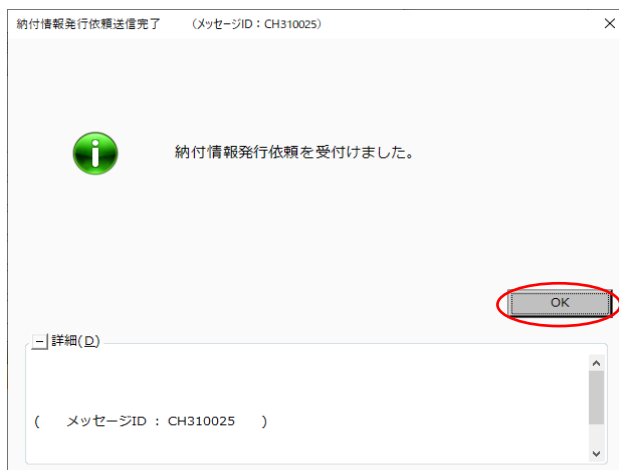 納付情報発行依頼送信完了　　（メッセージID：CH310025）
納付情報発行依頼を受付けました。
OK
詳細(D)
(　メッセージID ： CH310025　)